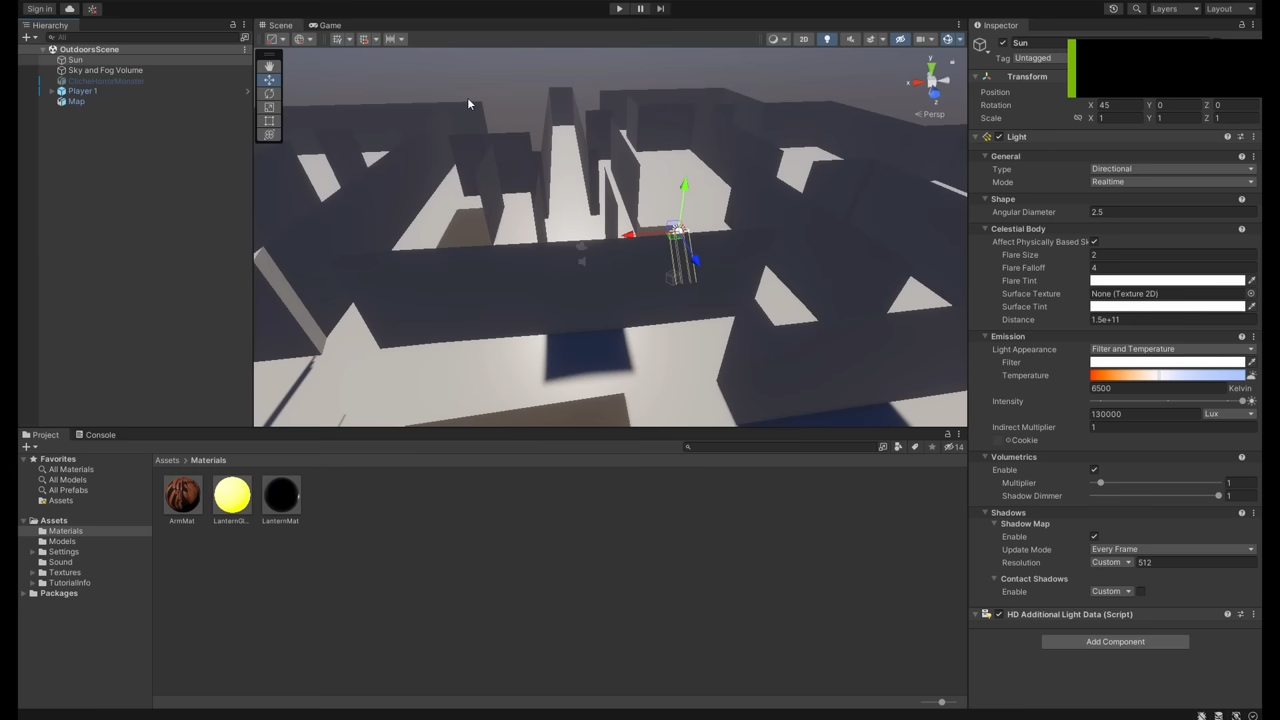 Sign in
Layers
Layout
Hierarchy
All
OutdoorsScene
Sun
Sky and Fog Volume
ClicheHorrorMonster
Player 1
Map
Scene
Game
2D
x
y
z
Persp
Inspector
Sun
Tag Untagged
Transform
Position
Rotation X 45 Y 0 Z 0
Scale X 1 Y 1 Z 1
Light
General
Type Directional
Mode Realtime
Shape
Angular Diameter 2.5
Celestial Body
Affect Physically Based Sk
Flare Size 2
Flare Falloff 4
Flare Tint
Surface Texture None (Texture 2D)
Surface Tint
Distance 1.5e+11
Emission
Light Appearance Filter and Temperature
Filter
Temperature
6500 Kelvin
Intensity
130000 Lux
Indirect Multiplier 1
Cookie
Volumetrics
Enable
Multiplier 1
Shadow Dimmer 1
Shadows
Shadow Map
Enable
Update Mode Every Frame
Resolution Custom 512
Contact Shadows
Enable Custom
HD Additional Light Data (Script)
Add Component
Project
Console
14
Favorites
All Materials
All Models
All Prefabs
Assets
Assets
Materials
Models
Settings
Sound
Textures
TutorialInfo
Packages
Assets > Materials
ArmMat
LanternGl...
LanternMat